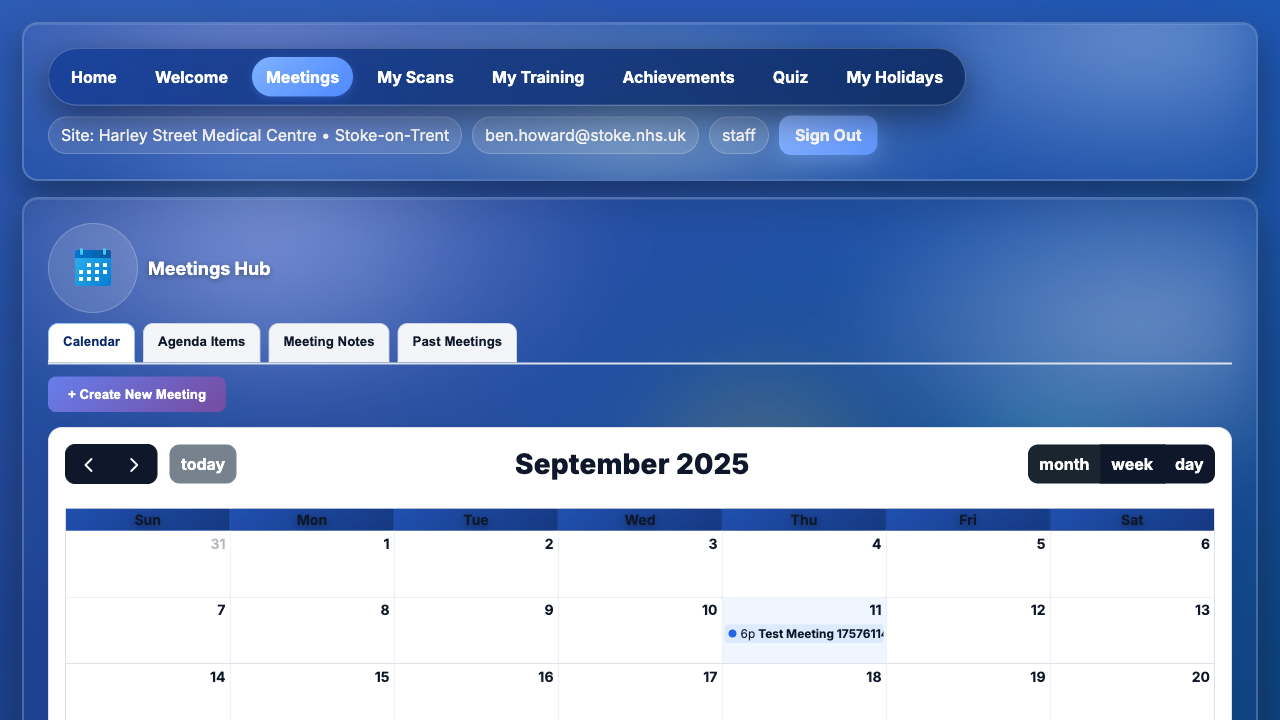 Home Welcome Meetings My Scans My Training Achievements Quiz My Holidays
Site: Harley Street Medical Centre • Stoke-on-Trent ben.howard@stoke.nhs.uk staff Sign Out
Meetings Hub
Calendar Agenda Items Meeting Notes Past Meetings
+ Create New Meeting
today September 2025 month week day
Sun Mon Tue Wed Thu Fri Sat
31 1 2 3 4 5 6
7 8 9 10 11 12 13
6p Test Meeting 1757611
14 15 16 17 18 19 20